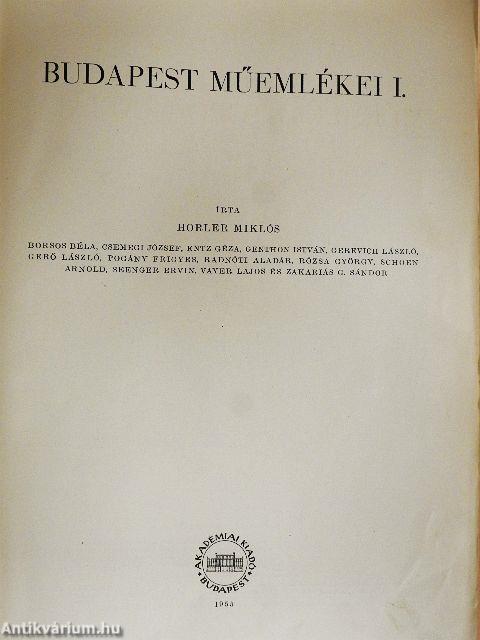 BUDAPEST MŰEMLÉKEI I.
ÍRTA
HORLER MIKLÓS
BORSOS BÉLA, CSEMEGI JÓZSEF, ENTZ GÉZA, GENTHON ISTVÁN, GEREVICH LÁSZLÓ,
GERŐ LÁSZLÓ, POGÁNY FRIGYES, RADNÓTI ALADÁR, RÓZSA GYÖRGY, SCHOEN
ARNOLD, SEENGER ERVIN, VAYER LAJOS ÉS ZAKARIÁS G. SÁNDOR
AKADÉMIAI KIADÓ
BUDAPEST
1955
Antikvárium.hu